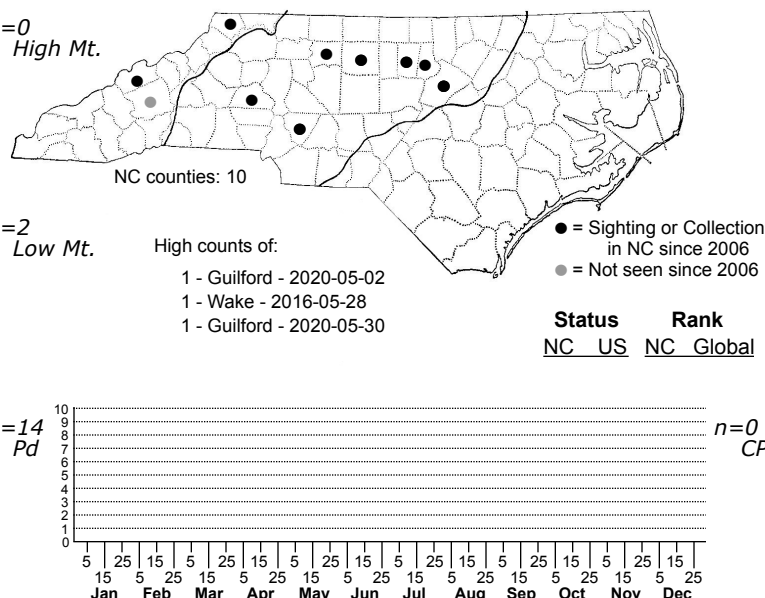 =0
High Mt.
NC counties: 10
=2
Low Mt.
High counts of:
1 - Guilford - 2020-05-02
1 - Wake - 2016-05-28
1 - Guilford - 2020-05-30
● = Sighting or Collection
in NC since 2006
● = Not seen since 2006
Status Rank
NC US NC Global
=14
Pd
10
9
8
7
6
5
4
3
2
1
0
n=0
CP
5 25 15 5 25 15 5 25 15 5 25 15 5 25 15 5 25 15
15 5 25 15 5 25 15 5 25 15 5 25 15 5 25 15 5 25
Jan Feb Mar Apr May Jun Jul Aug Sep Oct Nov Dec